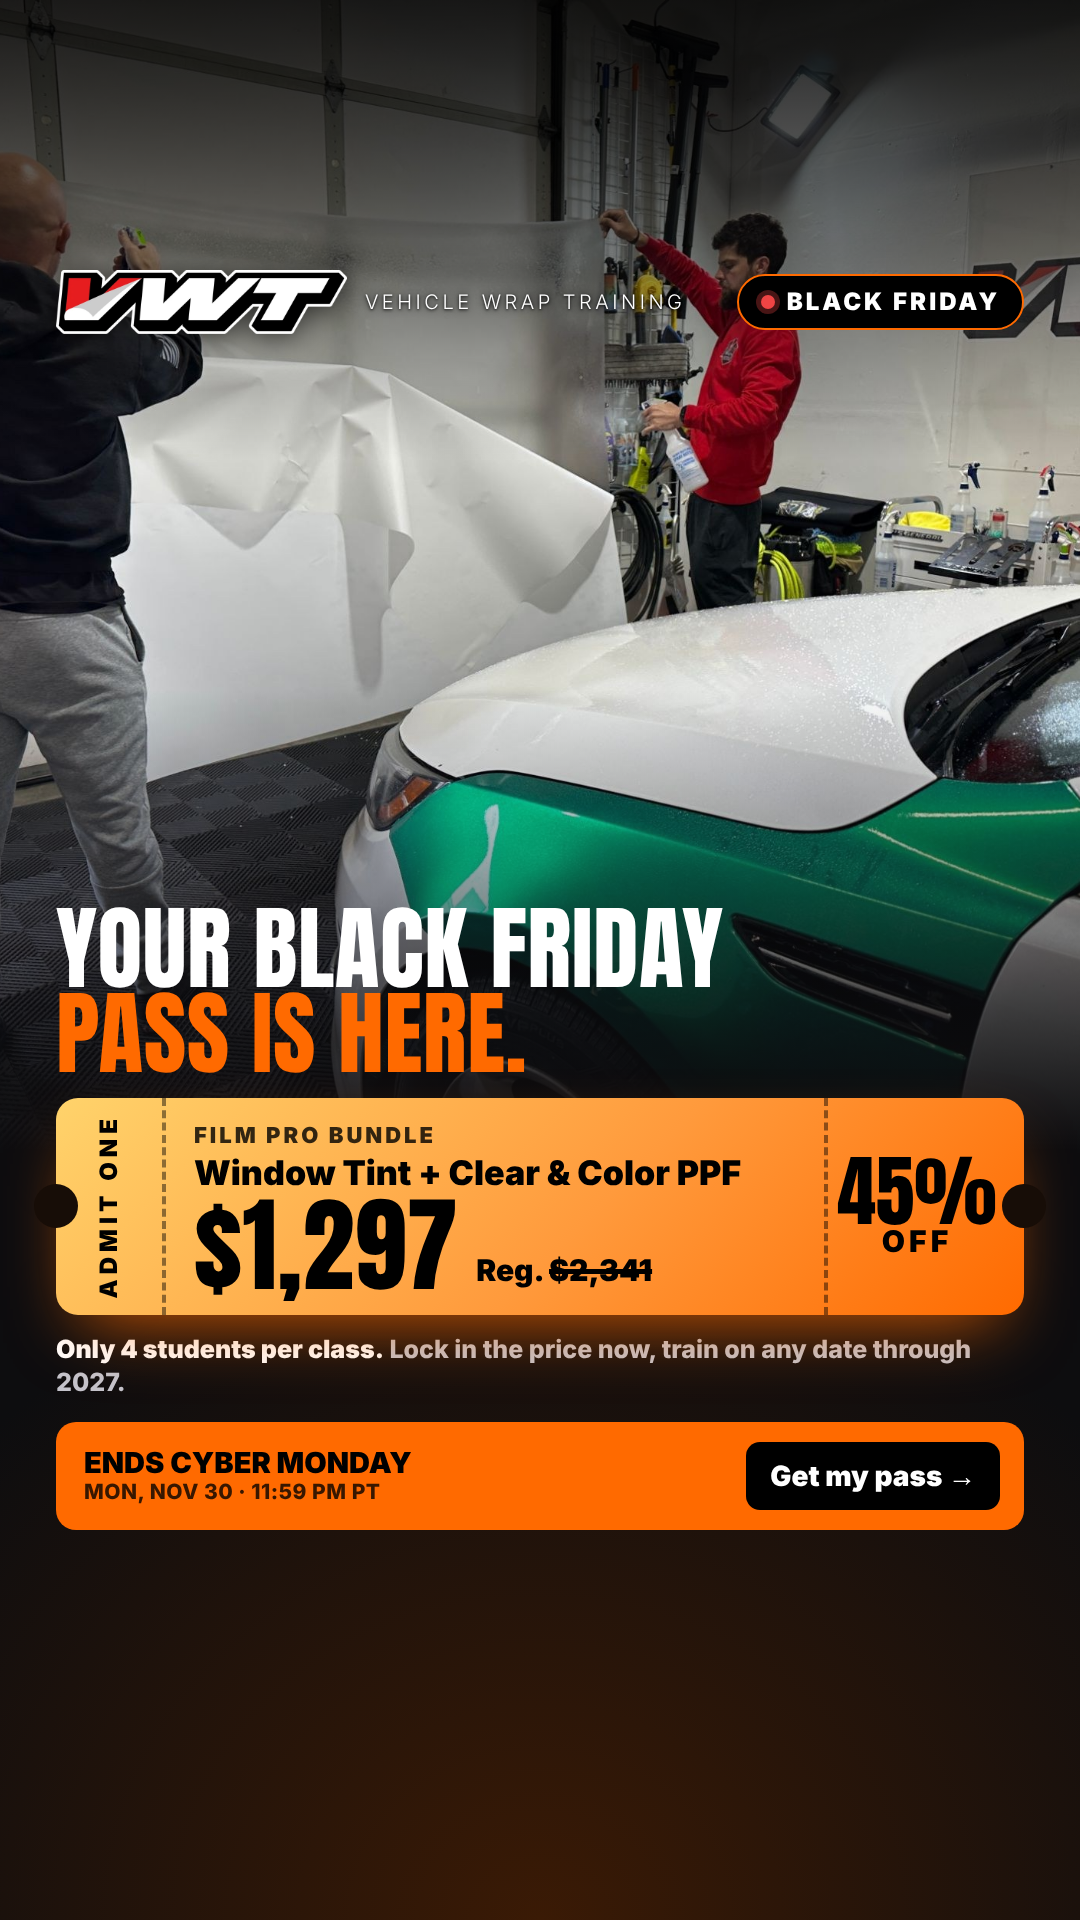 VWT
VEHICLE WRAP TRAINING
BLACK FRIDAY
YOUR BLACK FRIDAY
PASS IS HERE.
ADMIT ONE
FILM PRO BUNDLE
Window Tint + Clear & Color PPF
$1,297 Reg. $2,341
45%
OFF
Only 4 students per class. Lock in the price now, train on any date through
2027.
ENDS CYBER MONDAY
MON, NOV 30 · 11:59 PM PT
Get my pass →